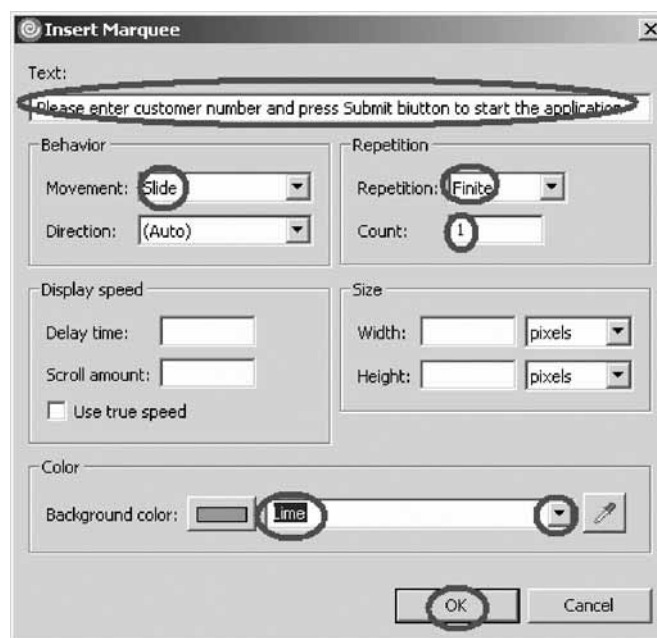 Insert Marquee
Text:
Please enter customer number and press Submit biutton to start the application.
Behavior
Repetition
Movement: Slide
Repetition: Finite
Direction: (Auto)
Count: 1
Display speed
Size
Delay time:
Width: pixels
Scroll amount:
Height: pixels
Use true speed
Color
Background color: Lime
OK Cancel